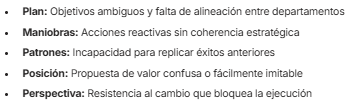 • Plan: Objetivos ambiguos y falta de alineación entre departamentos
• Maniobras: Acciones reactivas sin coherencia estratégica
• Patrones: Incapacidad para replicar éxitos anteriores
• Posición: Propuesta de valor confusa o fácilmente imitable
• Perspectiva: Resistencia al cambio que bloquea la ejecución